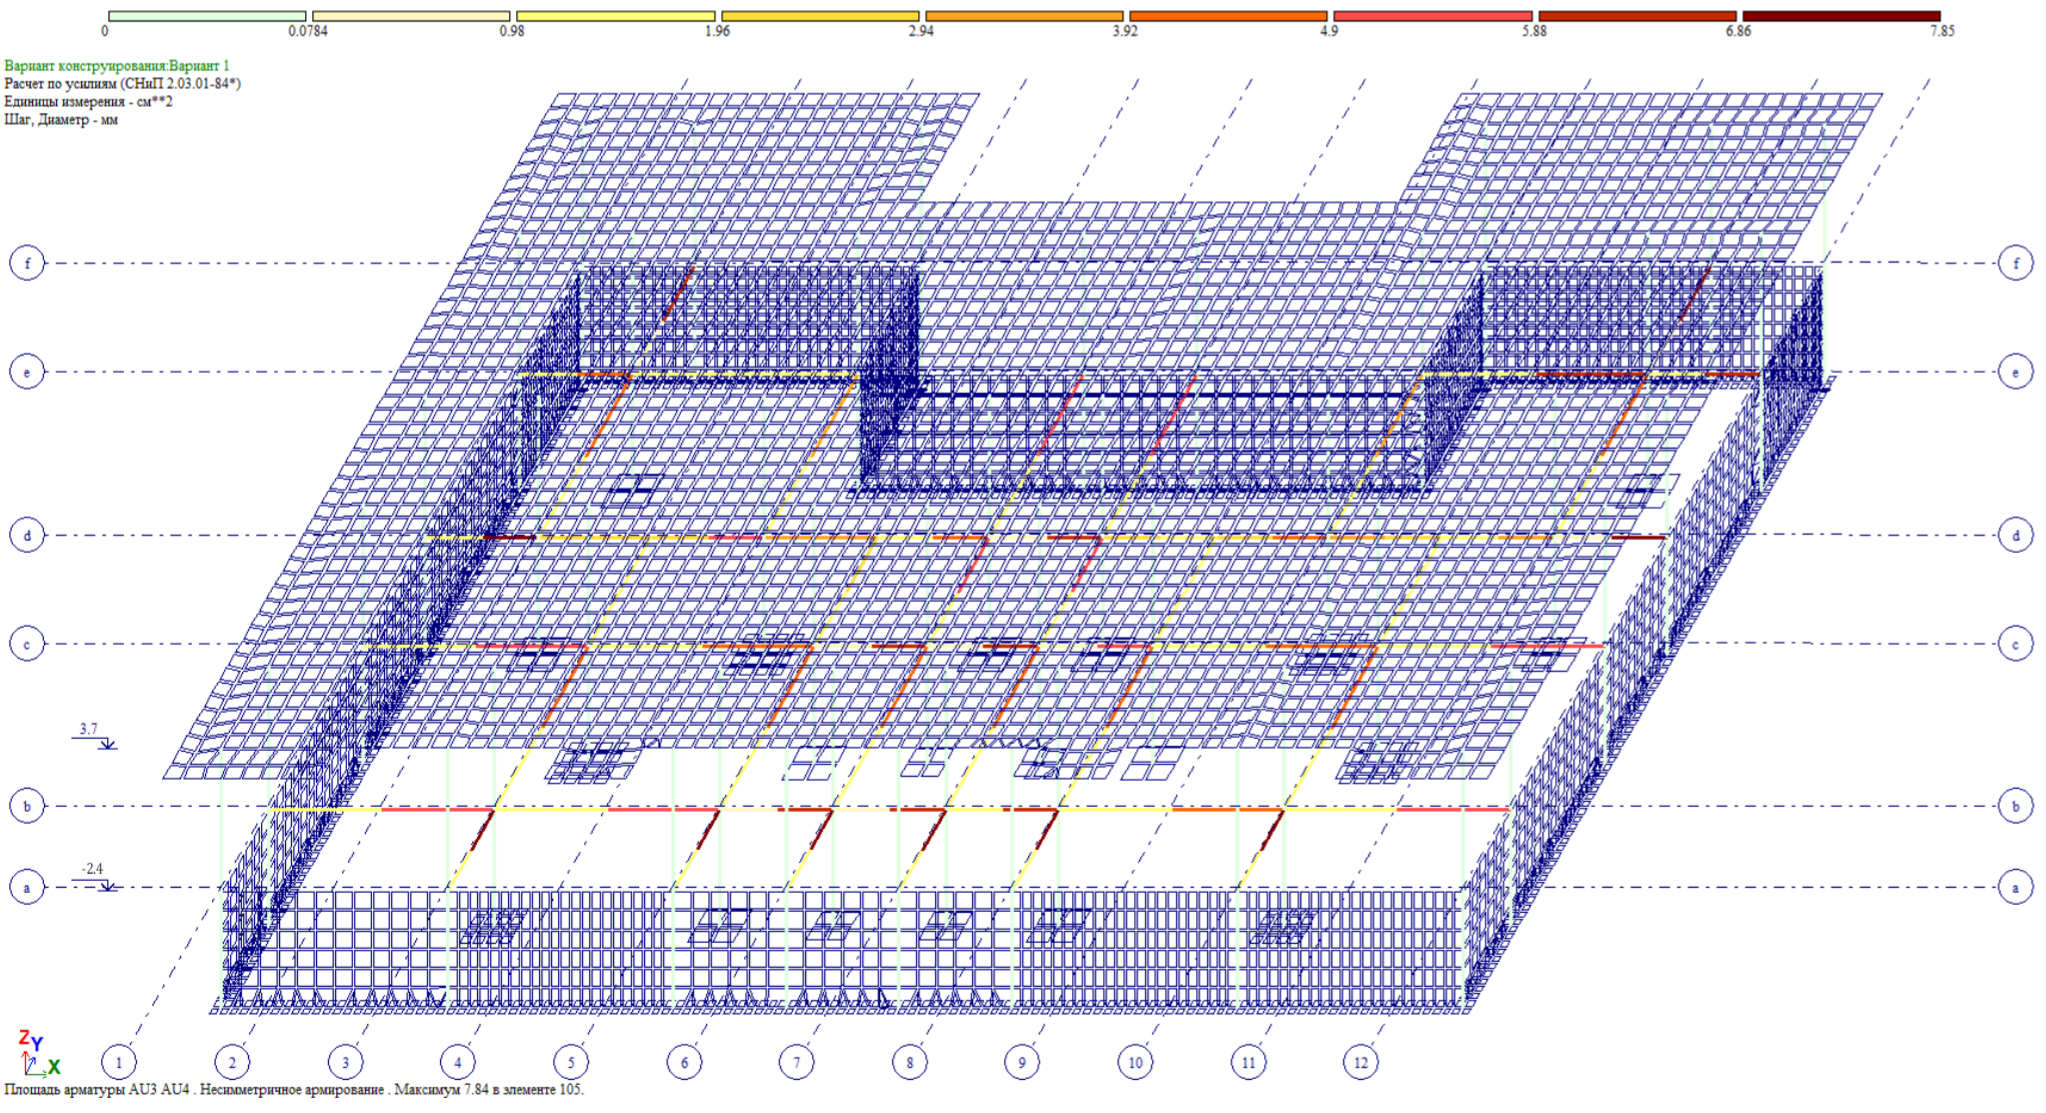 0 0.0784 0.98 1.96 2.94 3.92 4.9 5.88 6.86 7.85
Вариант конструирования:Вариант 1
Расчет по усилиям (СНиП 2.03.01-84*)
Единицы измерения - см**2
Шаг, Диаметр - мм
f f
e e
d d
c c
3.7
b b
-2.4
a a
Z Y X
1 2 3 4 5 6 7 8 9 10 11 12
Площадь арматуры AU3 AU4 . Несимметричное армирование . Максимум 7.84 в элементе 105.